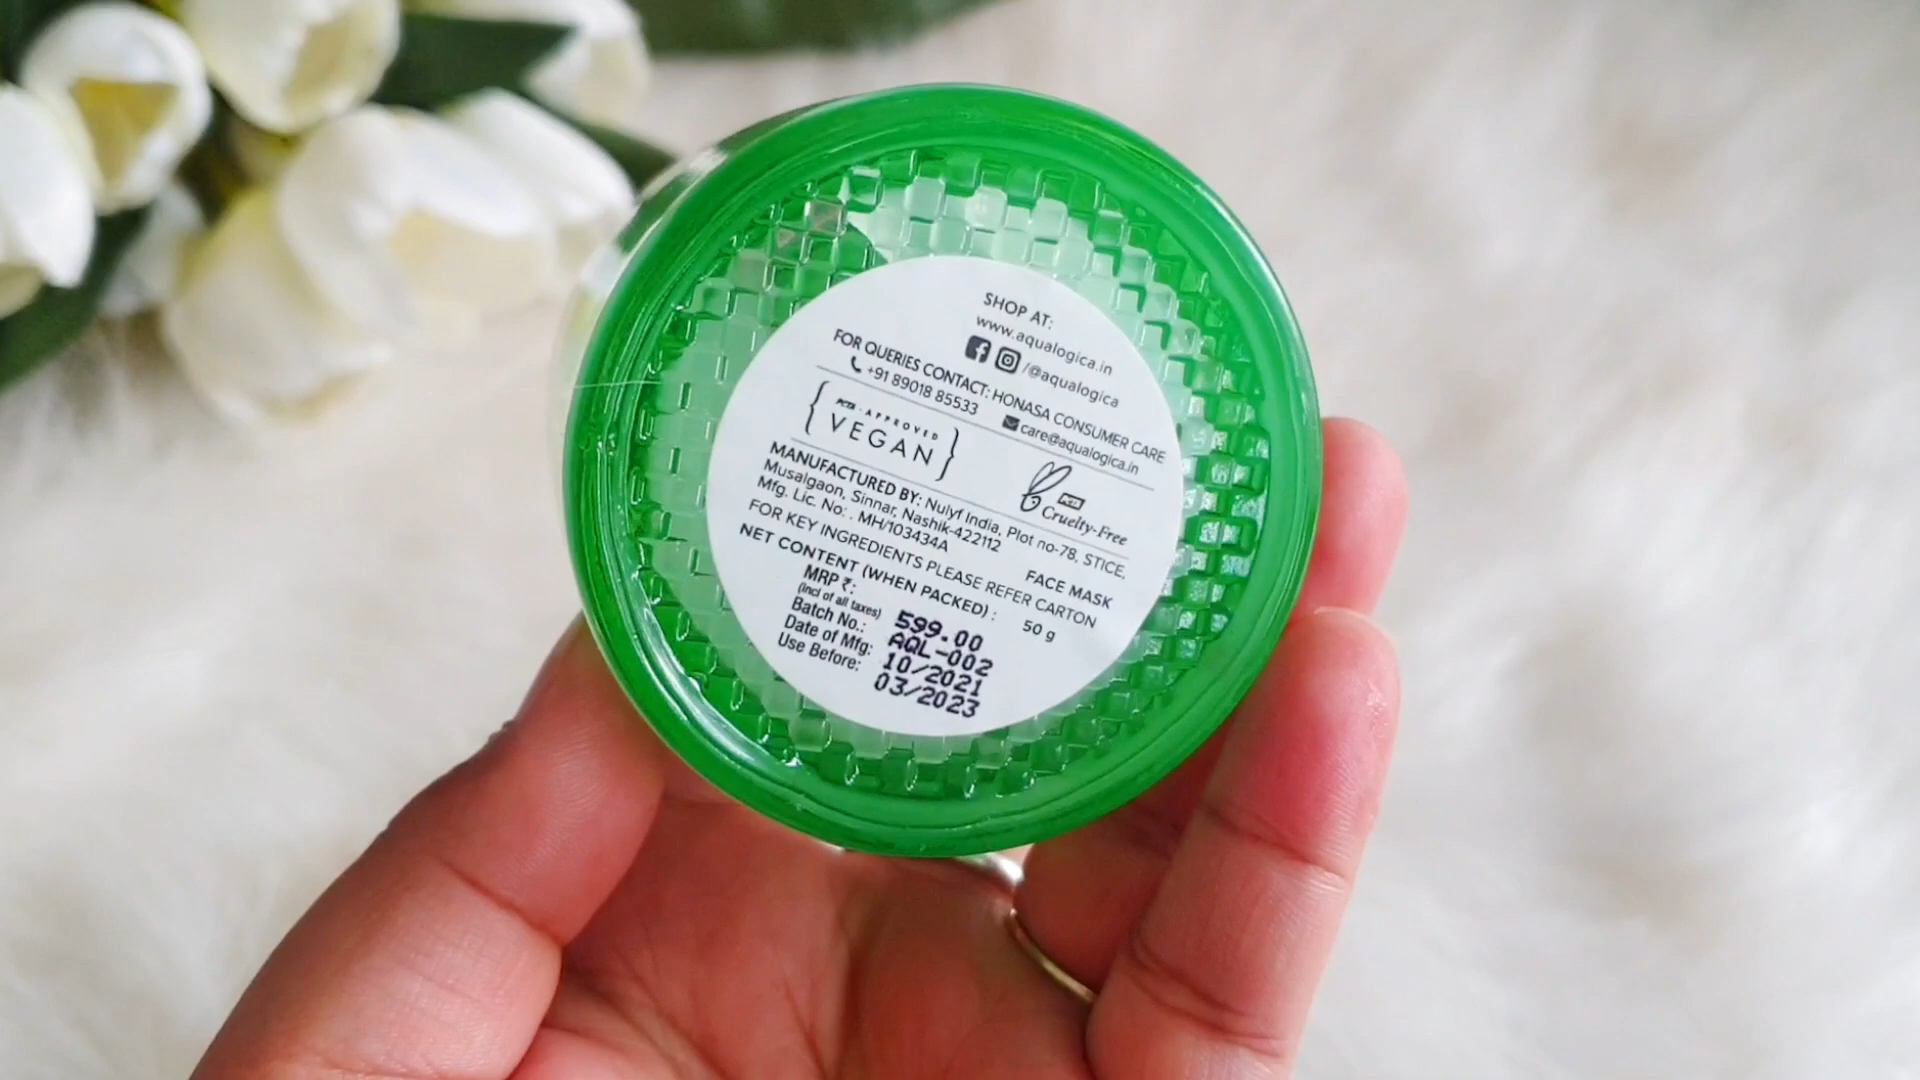 SHOP AT:
www.aqualogica.in
/@aqualogica
FOR QUERIES CONTACT: HONASA CONSUMER CARE
+91 89018 85533 care@aqualogica.in
PETA - APPROVED
VEGAN
PETA
Cruelty-Free
MANUFACTURED BY: Nulyf India, Plot no-78, STICE,
Musalgaon, Sinnar, Nashik-422112
Mfg. Lic. No: . MH/103434A FACE MASK
FOR KEY INGREDIENTS PLEASE REFER CARTON
NET CONTENT (WHEN PACKED) : 50 g
MRP ₹: 599.00
(Incl of all taxes)
Batch No.: AQL-002
Date of Mfg: 10/2021
Use Before: 03/2023